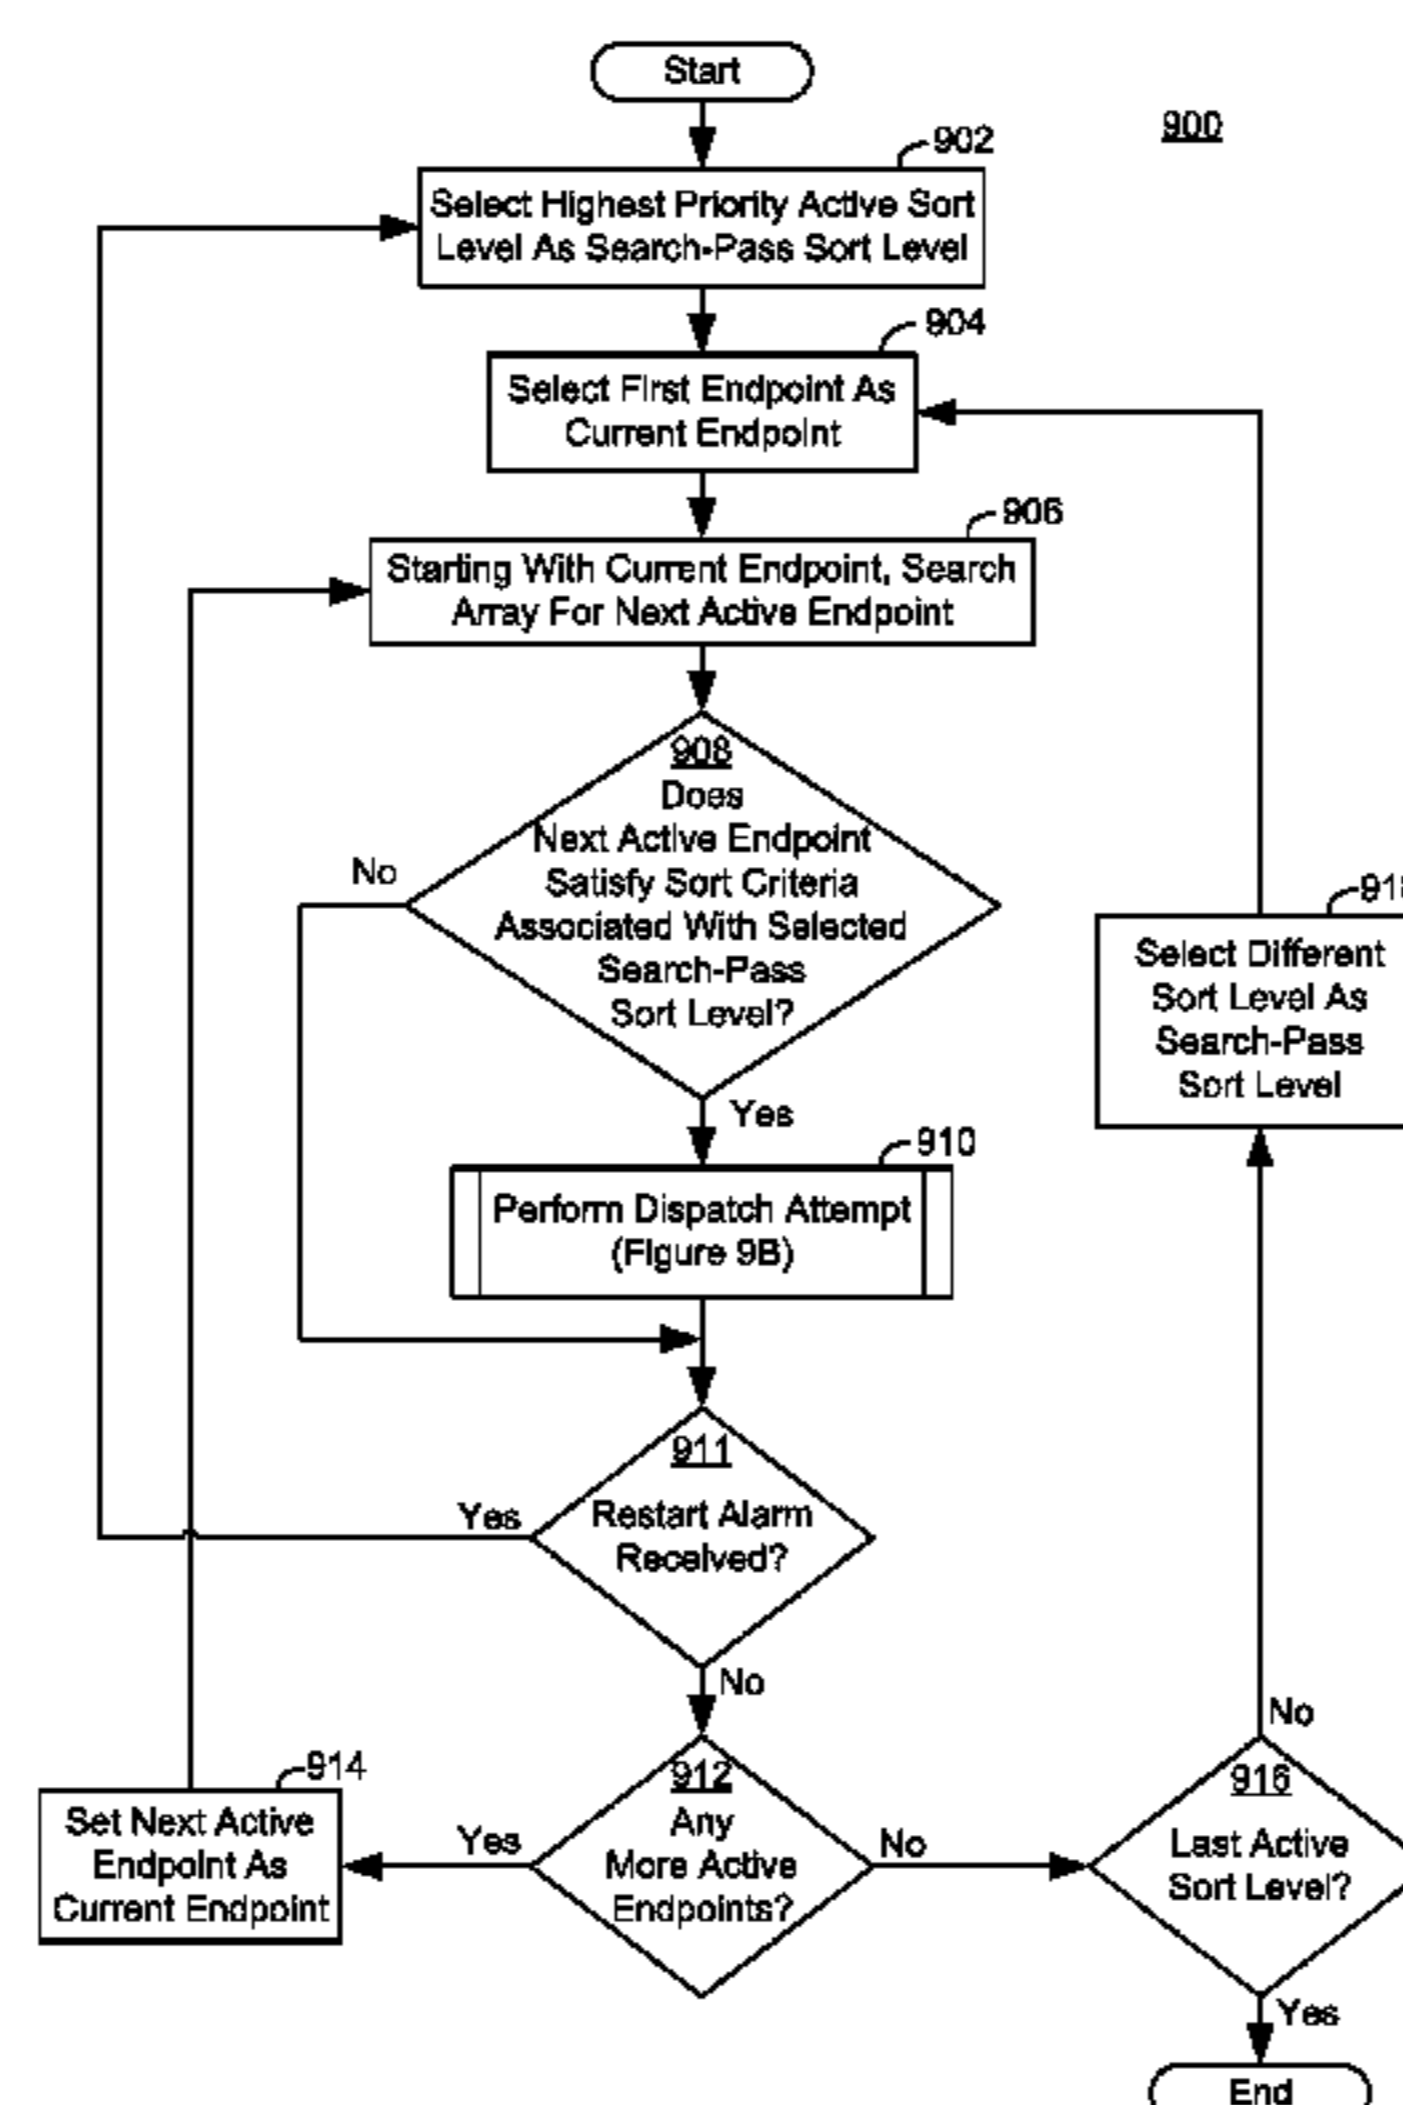 Start
900
902
Select Highest Priority Active Sort
Level As Search-Pass Sort Level
904
Select First Endpoint As
Current Endpoint
906
Starting With Current Endpoint, Search
Array For Next Active Endpoint
908
Does
Next Active Endpoint
Satisfy Sort Criteria
Associated With Selected
Search-Pass
Sort Level?
No
Yes
918
Select Different
Sort Level As
Search-Pass
Sort Level
910
Perform Dispatch Attempt
(Figure 9B)
911
Restart Alarm
Received?
Yes
No
912
Any
More Active
Endpoints?
Yes
No
914
Set Next Active
Endpoint As
Current Endpoint
916
Last Active
Sort Level?
No
Yes
End